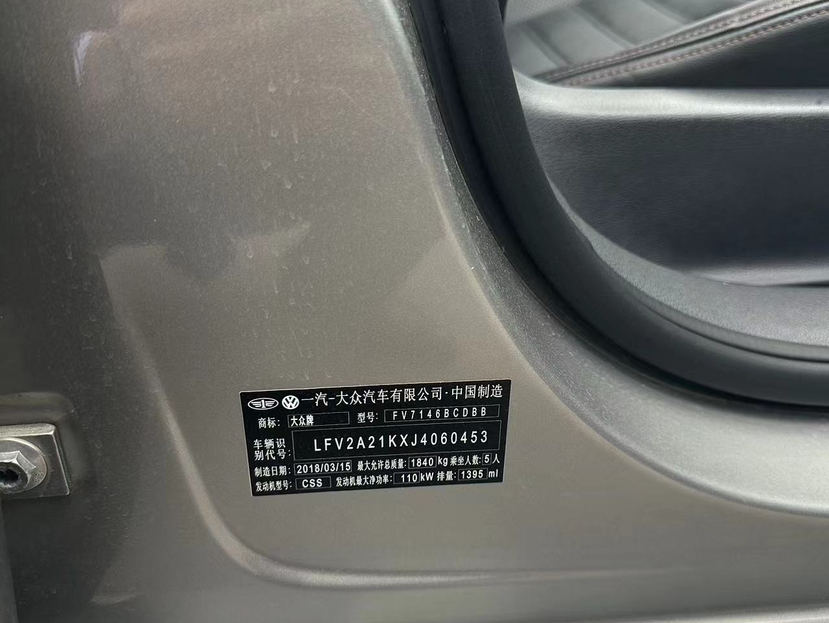 一汽-大众汽车有限公司·中国制造
商标: 大众牌 型号: FV7146BCDBB
车辆识别代号: LFV2A21KXJ4060453
制造日期: 2018/03/15 最大允许总质量: 1840 kg 乘坐人数: 5 人
发动机型号: CSS 发动机最大净功率: 110 kW 排量: 1395 ml